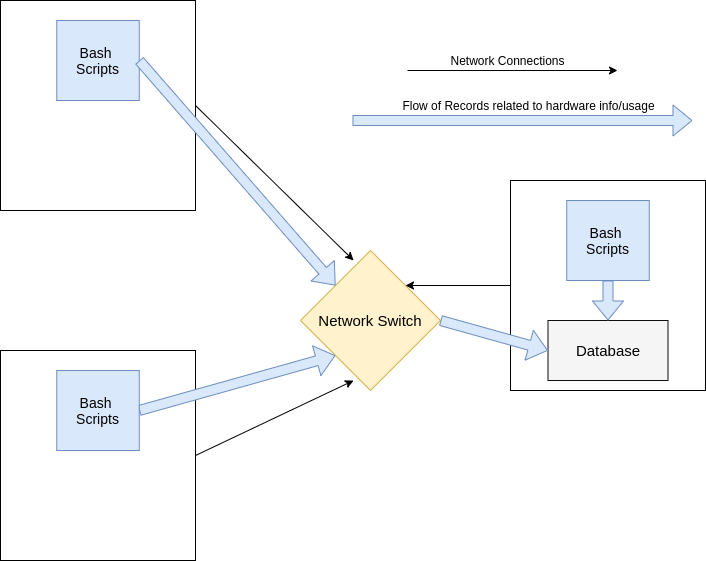 Bash
Scripts
Network Connections
Flow of Records related to hardware info/usage
Bash
Scripts
Network Switch
Database
Bash
Scripts